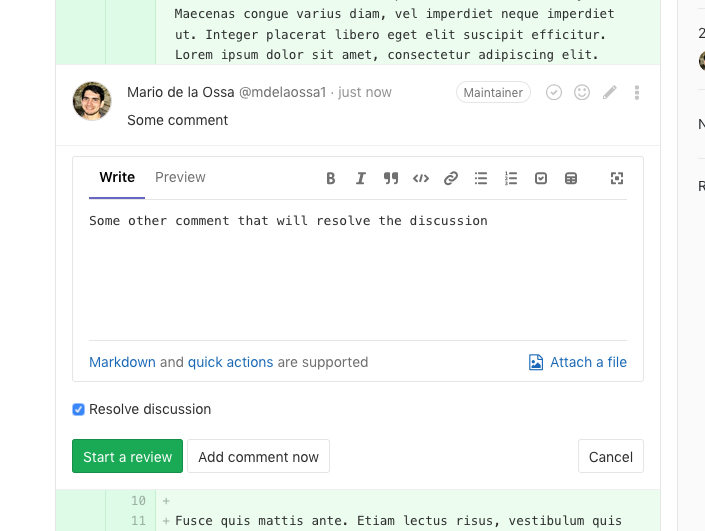 Maecenas congue varius diam, vel imperdiet neque imperdiet
ut. Integer placerat libero eget elit suscipit efficitur.
Lorem ipsum dolor sit amet, consectetur adipiscing elit.
Mario de la Ossa @mdelaossa1 · just now Maintainer
Some comment
Write Preview
Some other comment that will resolve the discussion
Markdown and quick actions are supported Attach a file
Resolve discussion
Start a review Add comment now Cancel
10 +
11 + Fusce quis mattis ante. Etiam lectus risus, vestibulum quis